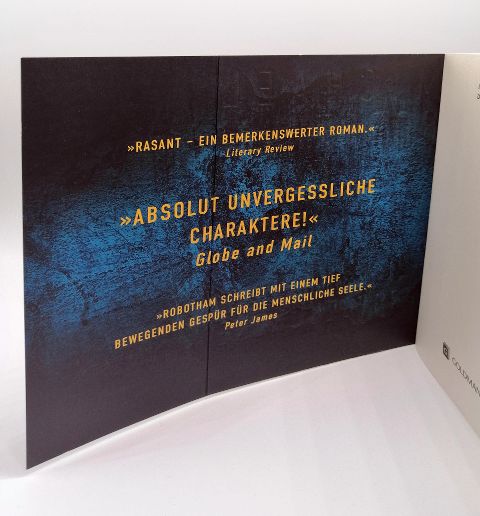 »RASANT – EIN BEMERKENSWERTER ROMAN.«
Literary Review
»ABSOLUT UNVERGESSLICHE
CHARAKTERE!«
Globe and Mail
»ROBOTHAM SCHREIBT MIT EINEM TIEF
BEWEGENDEN GESPÜR FÜR DIE MENSCHLICHE SEELE.«
Peter James
GOLDMANN